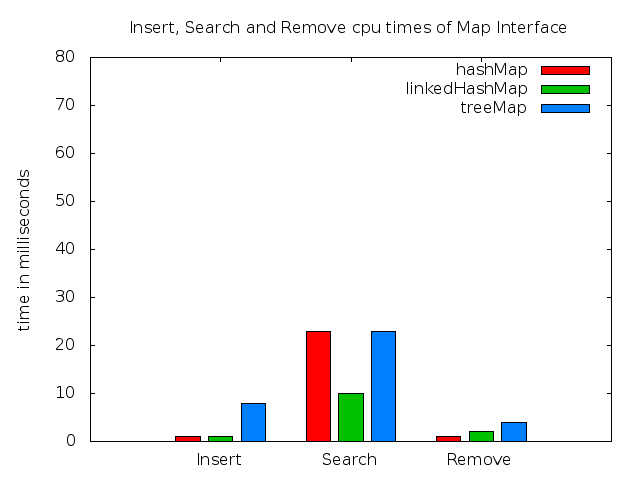 Insert, Search and Remove cpu times of Map Interface
80
70
60
50
40
30
20
10
0
time in milliseconds
hashMap
linkedHashMap
treeMap
Insert Search Remove